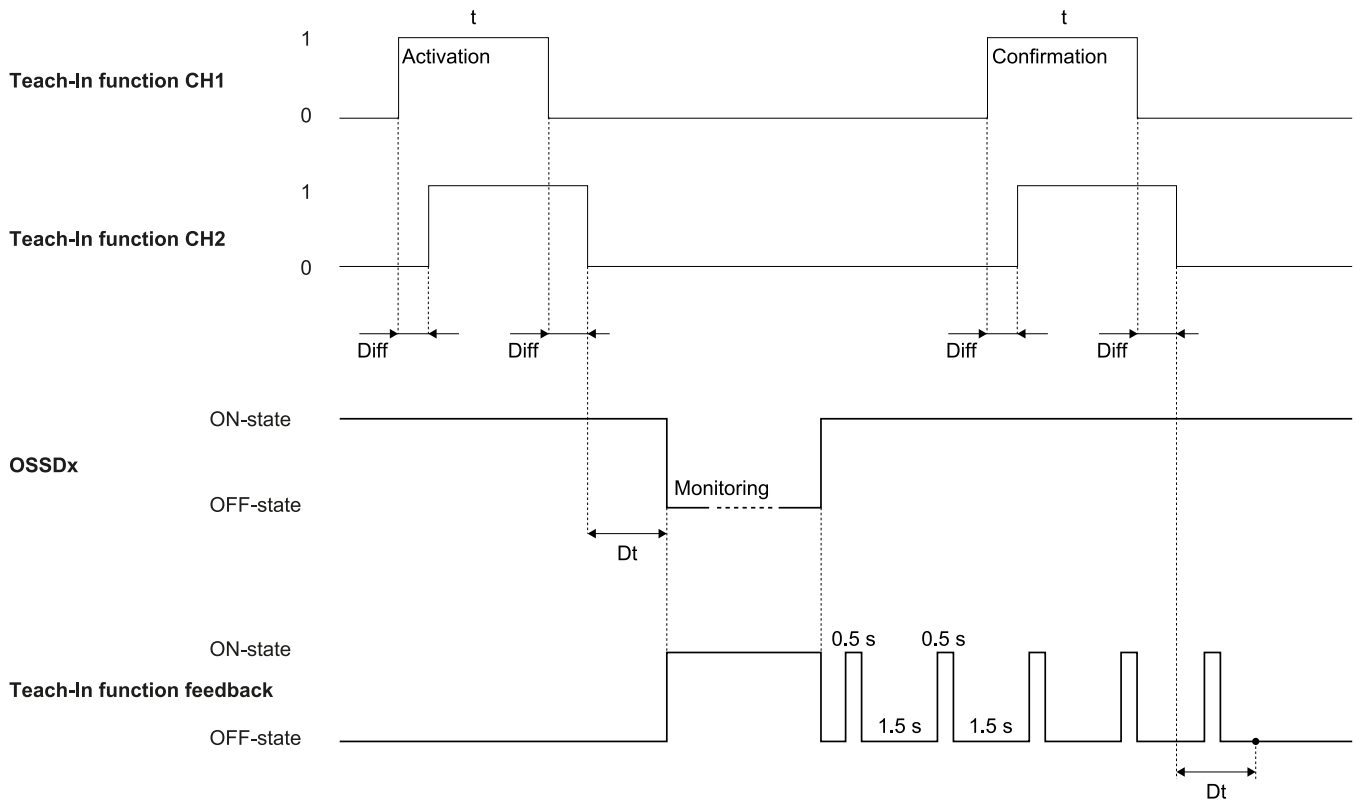 t t
1
Activation Confirmation
Teach-In function CH1
0
1
Teach-In function CH2
0
Diff Diff Diff Diff
ON-state
OSSDx
Monitoring
OFF-state
Dt
ON-state
0.5 s 0.5 s
Teach-In function feedback
1.5 s 1.5 s
OFF-state
Dt